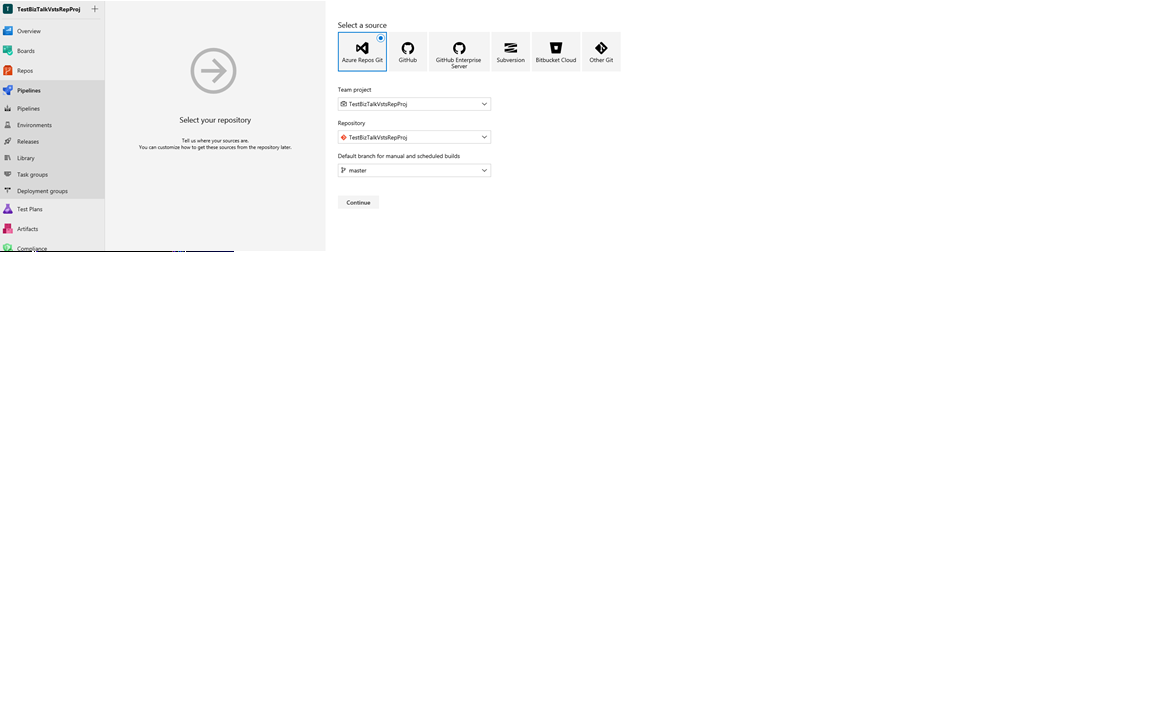 T TestBizTalkVstsRepProj
Overview
Boards
Repos
Pipelines
Pipelines
Environments
Releases
Library
Task groups
Deployment groups
Test Plans
Artifacts
Compliance
Select your repository
Tell us where your sources are.
You can customize how to get these sources from the repository later.
Select a source
Azure Repos Git
GitHub
GitHub Enterprise
Server
Subversion
Bitbucket Cloud
Other Git
Team project
TestBizTalkVstsRepProj
Repository
TestBizTalkVstsRepProj
Default branch for manual and scheduled builds
master
Continue